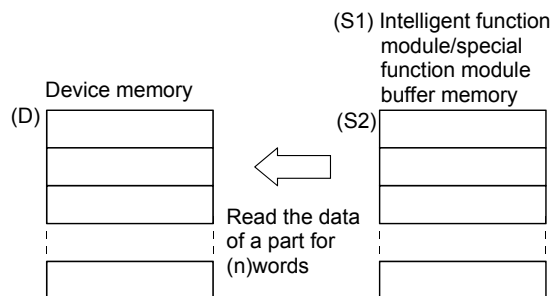 (S1) Intelligent function
module/special
function module
buffer memory
Device memory
(D)
(S2)
Read the data
of a part for
(n)words